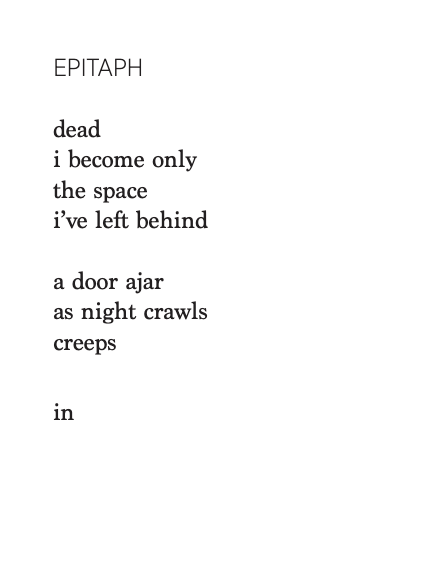 EPITAPH
dead
i become only
the space
i’ve left behind
a door ajar
as night crawls
creeps
in